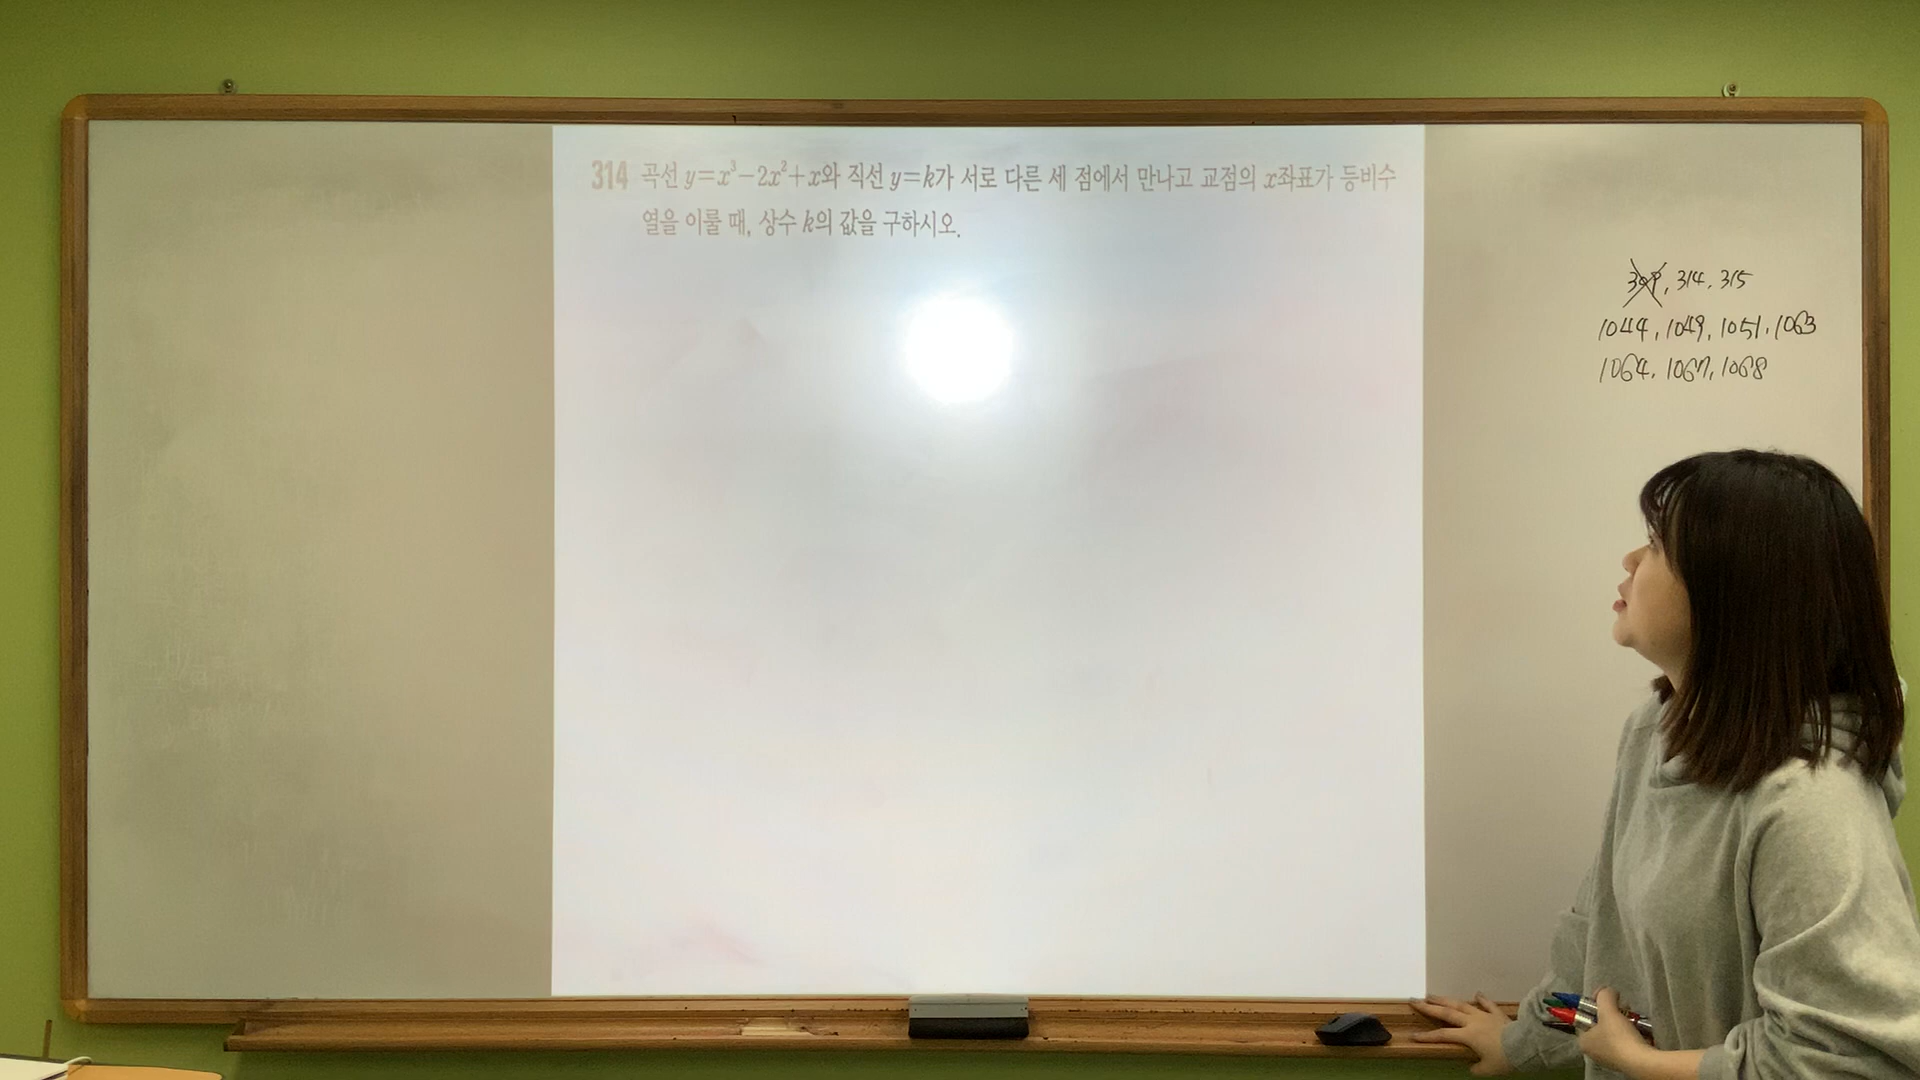 314 곡선 y=x³-2x²+x와 직선 y=k가 서로 다른 세 점에서 만나고 교점의 x좌표가 등비수
열을 이룰 때, 상수 k의 값을 구하시오.
314, 315
1044, 1049, 1051, 1063
1064, 1067, 1068